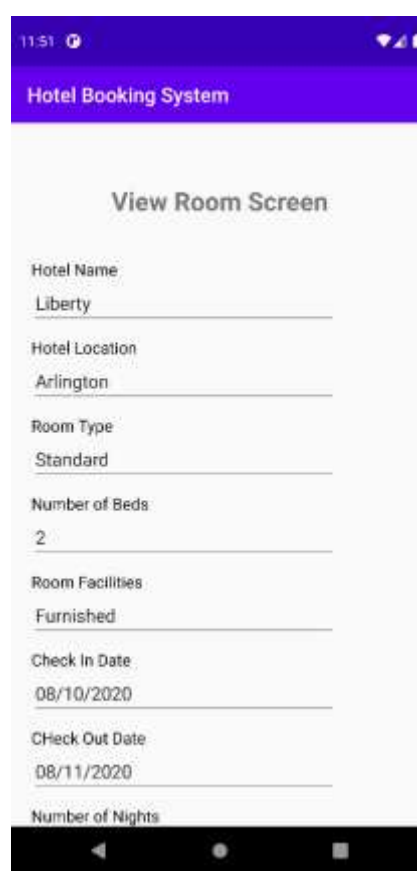 11:51
Hotel Booking System
View Room Screen
Hotel Name
Liberty
Hotel Location
Arlington
Room Type
Standard
Number of Beds
2
Room Facilities
Furnished
Check In Date
08/10/2020
CHeck Out Date
08/11/2020
Number of Nights